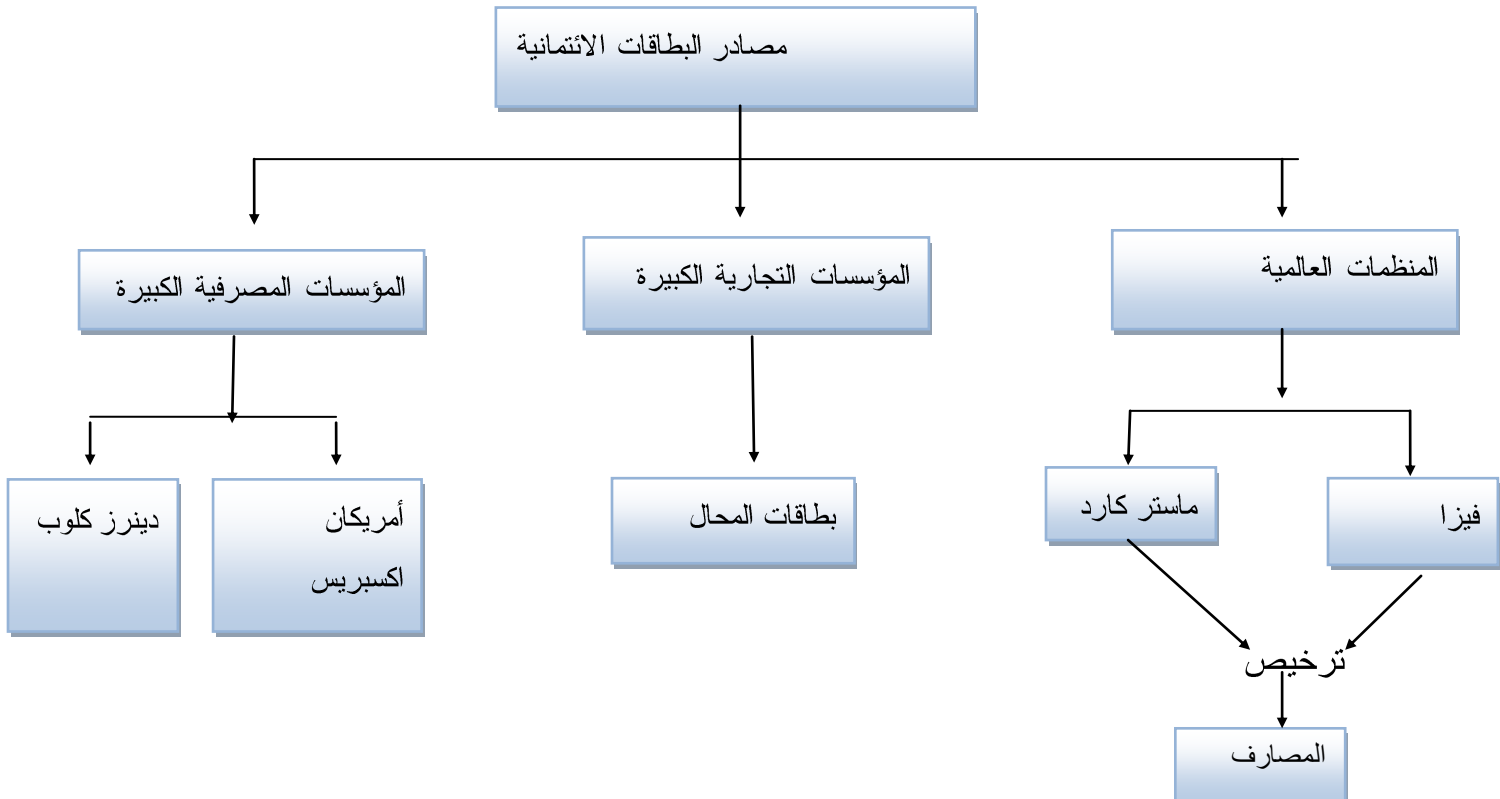 مصادر البطاقات الائتمانية
المنظمات العالمية
المؤسسات التجارية الكبيرة
المؤسسات المصرفية الكبيرة
فيزا
ماستر كارد
بطاقات المحال
أمريكان
اكسبريس
دينرز كلوب
ترخيص
المصارف